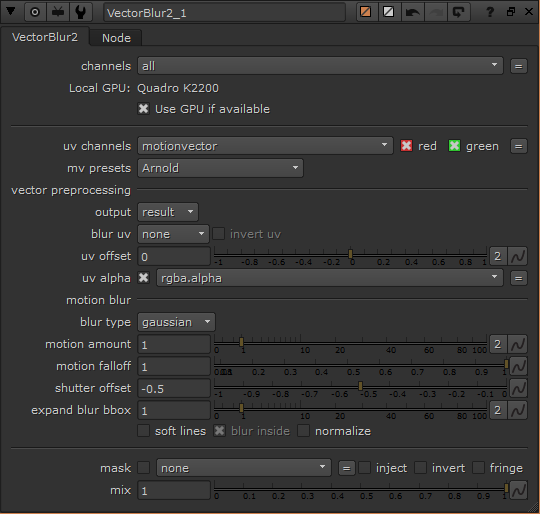 VectorBlur2_1 ?
VectorBlur2 Node
channels all =
Local GPU: Quadro K2200
Use GPU if available
uv channels motionvector red green =
mv presets Arnold
vector preprocessing
output result
blur uv none invert uv
uv offset 0 -1 -0.8 -0.6 -0.4 -0.2 0 0.2 0.4 0.6 0.8 1 2
uv alpha rgba.alpha =
motion blur
blur type gaussian
motion amount 1 0 1 10 20 40 60 80 100 2
motion falloff 1 0 0.1 0.2 0.3 0.4 0.5 0.6 0.7 0.8 0.9 1
shutter offset -0.5 -1 -0.9 -0.8 -0.7 -0.6 -0.5 -0.4 -0.3 -0.2 -0.1 0
expand blur bbox 1 0 1 10 20 40 60 80 100 2
soft lines blur inside normalize
mask none = inject invert fringe
mix 1 0 0.1 0.2 0.3 0.4 0.5 0.6 0.7 0.8 0.9 1